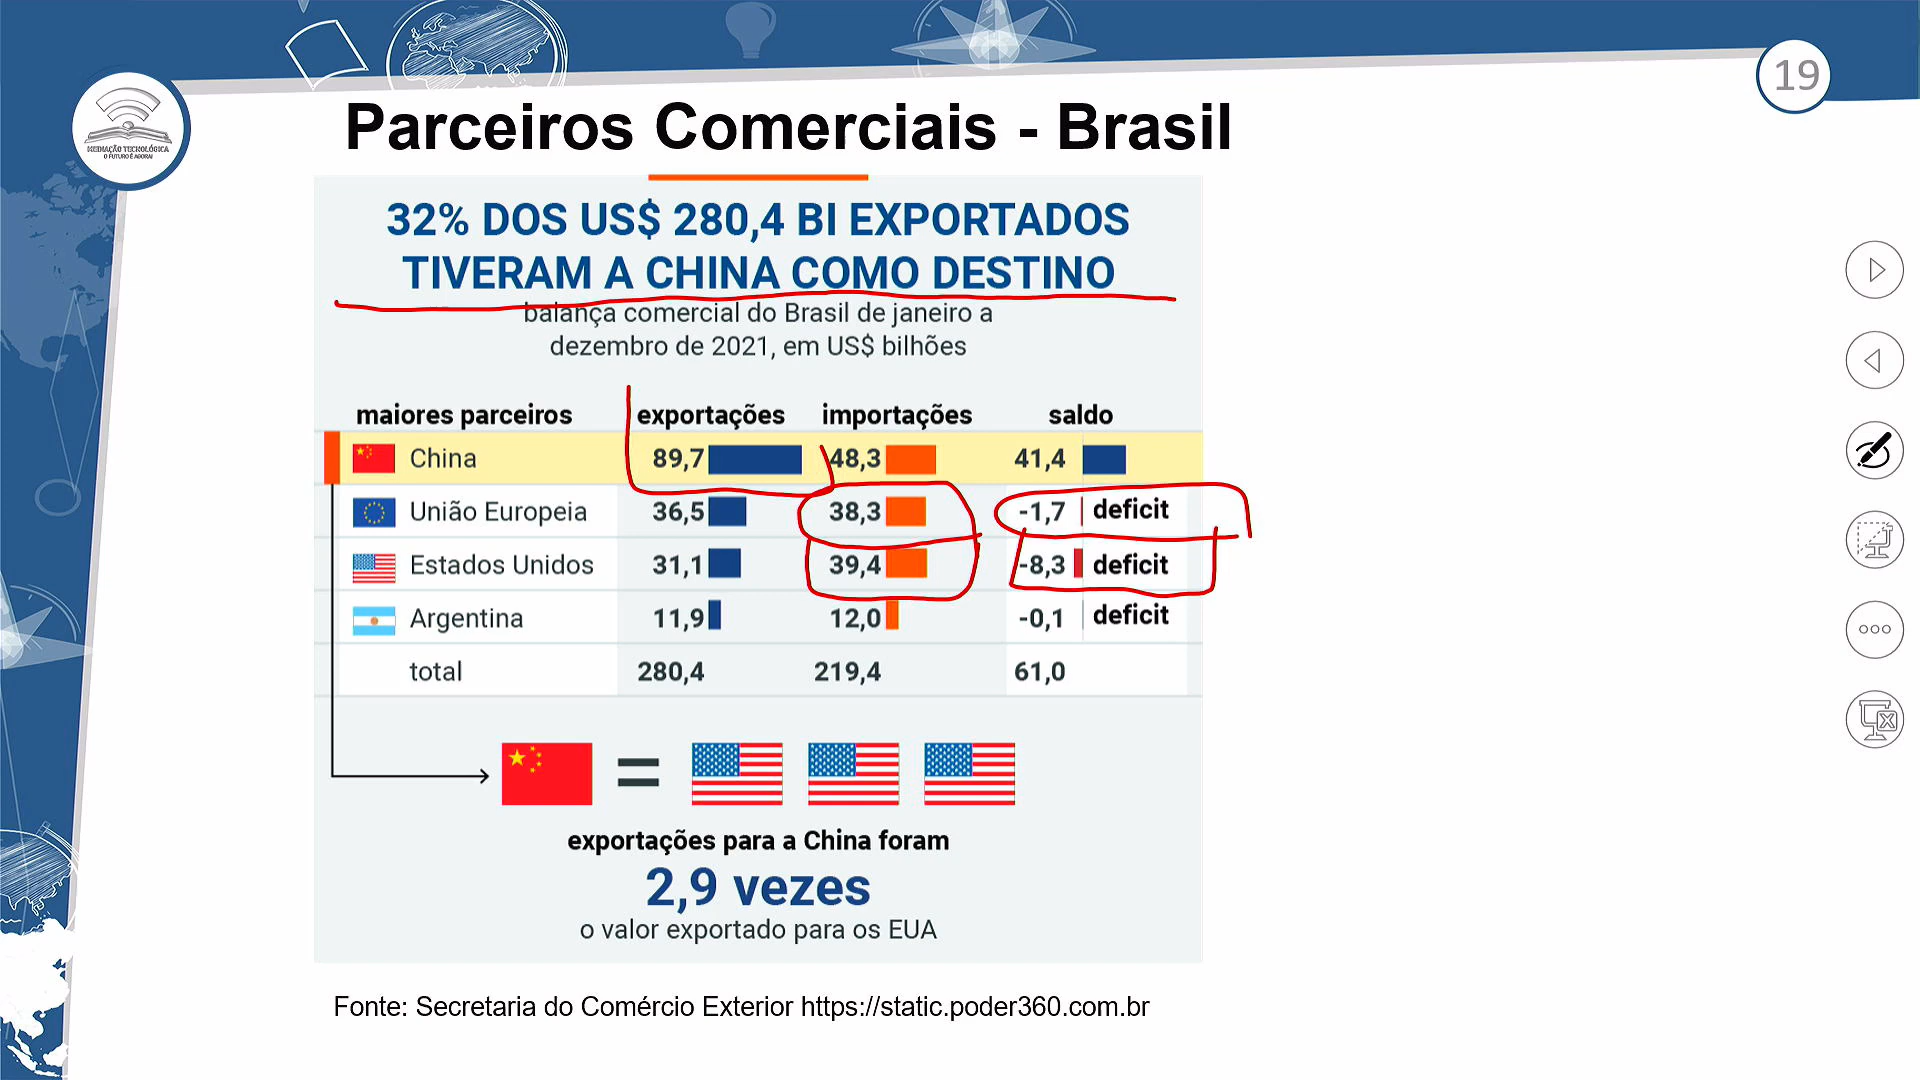 19
MEDIAÇÃO TECNOLÓGICA
O FUTURO É AGORA!
Parceiros Comerciais - Brasil
32% DOS US$ 280,4 BI EXPORTADOS
TIVERAM A CHINA COMO DESTINO
balança comercial do Brasil de janeiro a
dezembro de 2021, em US$ bilhões
maiores parceiros exportações importações saldo
China 89,7 48,3 41,4
União Europeia 36,5 38,3 -1,7 deficit
Estados Unidos 31,1 39,4 -8,3 deficit
Argentina 11,9 12,0 -0,1 deficit
total 280,4 219,4 61,0
=
exportações para a China foram
2,9 vezes
o valor exportado para os EUA
Fonte: Secretaria do Comércio Exterior https://static.poder360.com.br